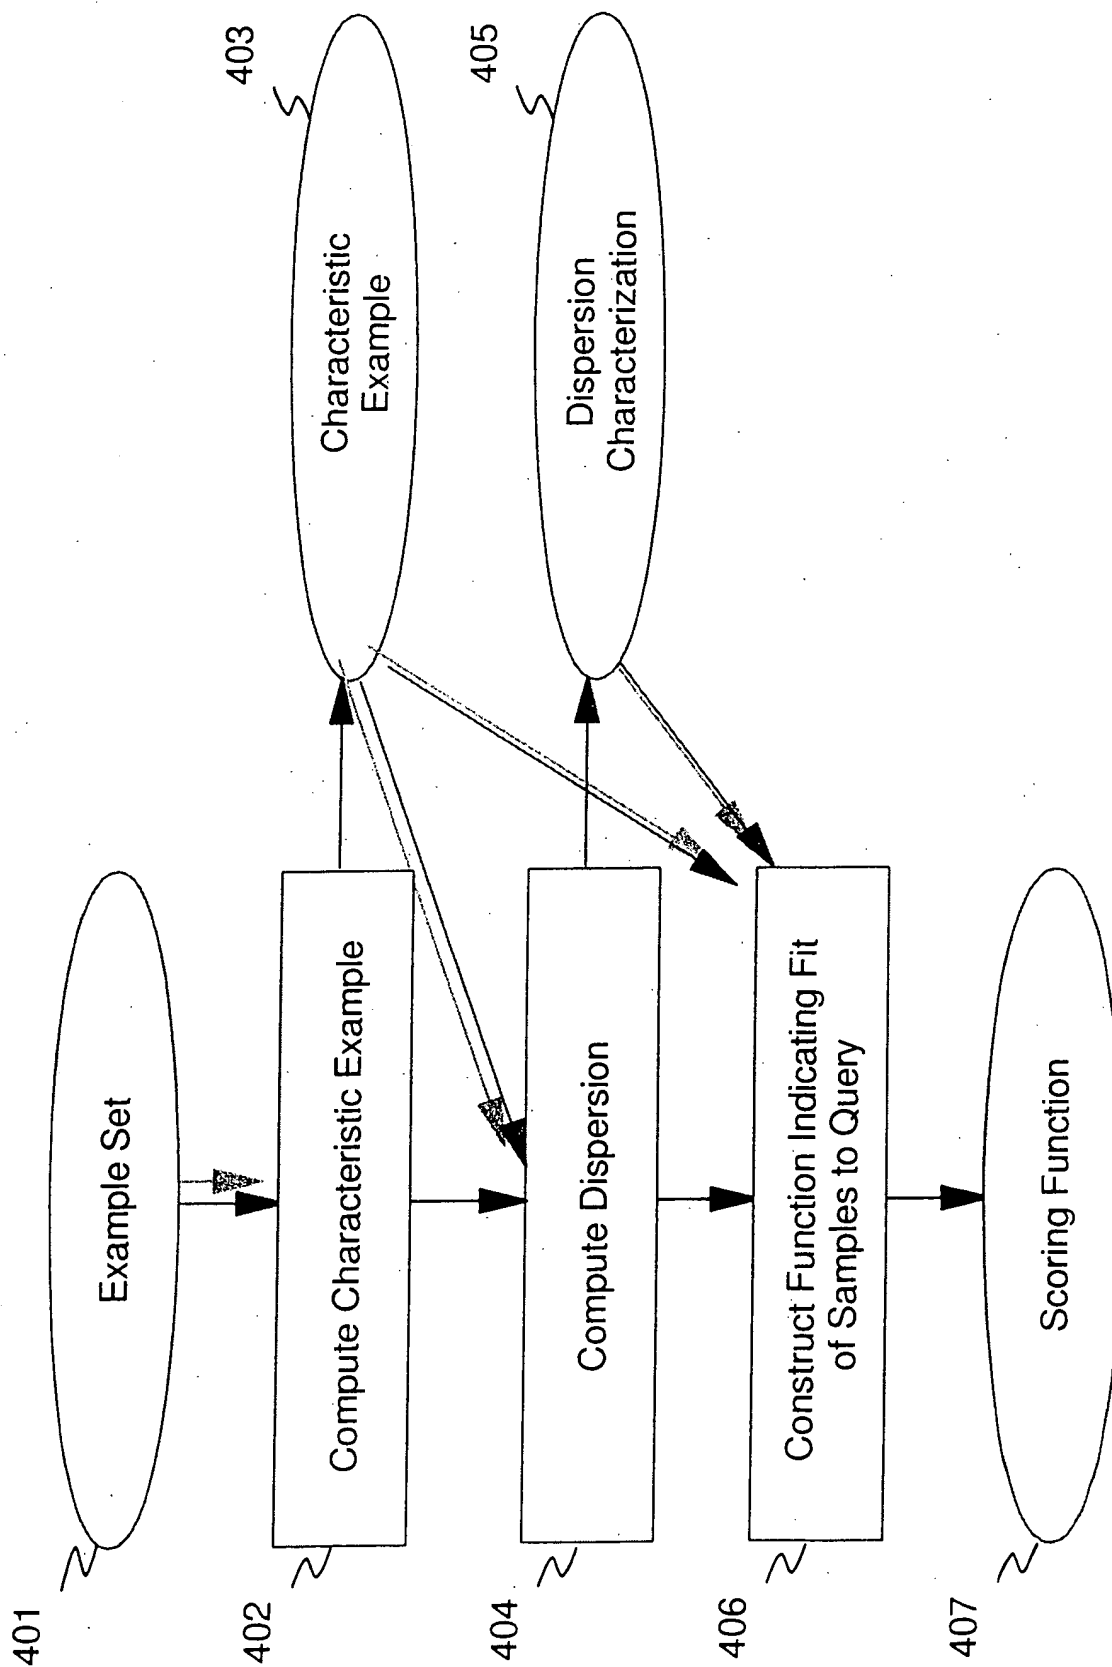 401
Example Set
402
Compute Characteristic Example
403
Characteristic
Example
404
Compute Dispersion
405
Dispersion
Characterization
406
Construct Function Indicating Fit
of Samples to Query
407
Scoring Function